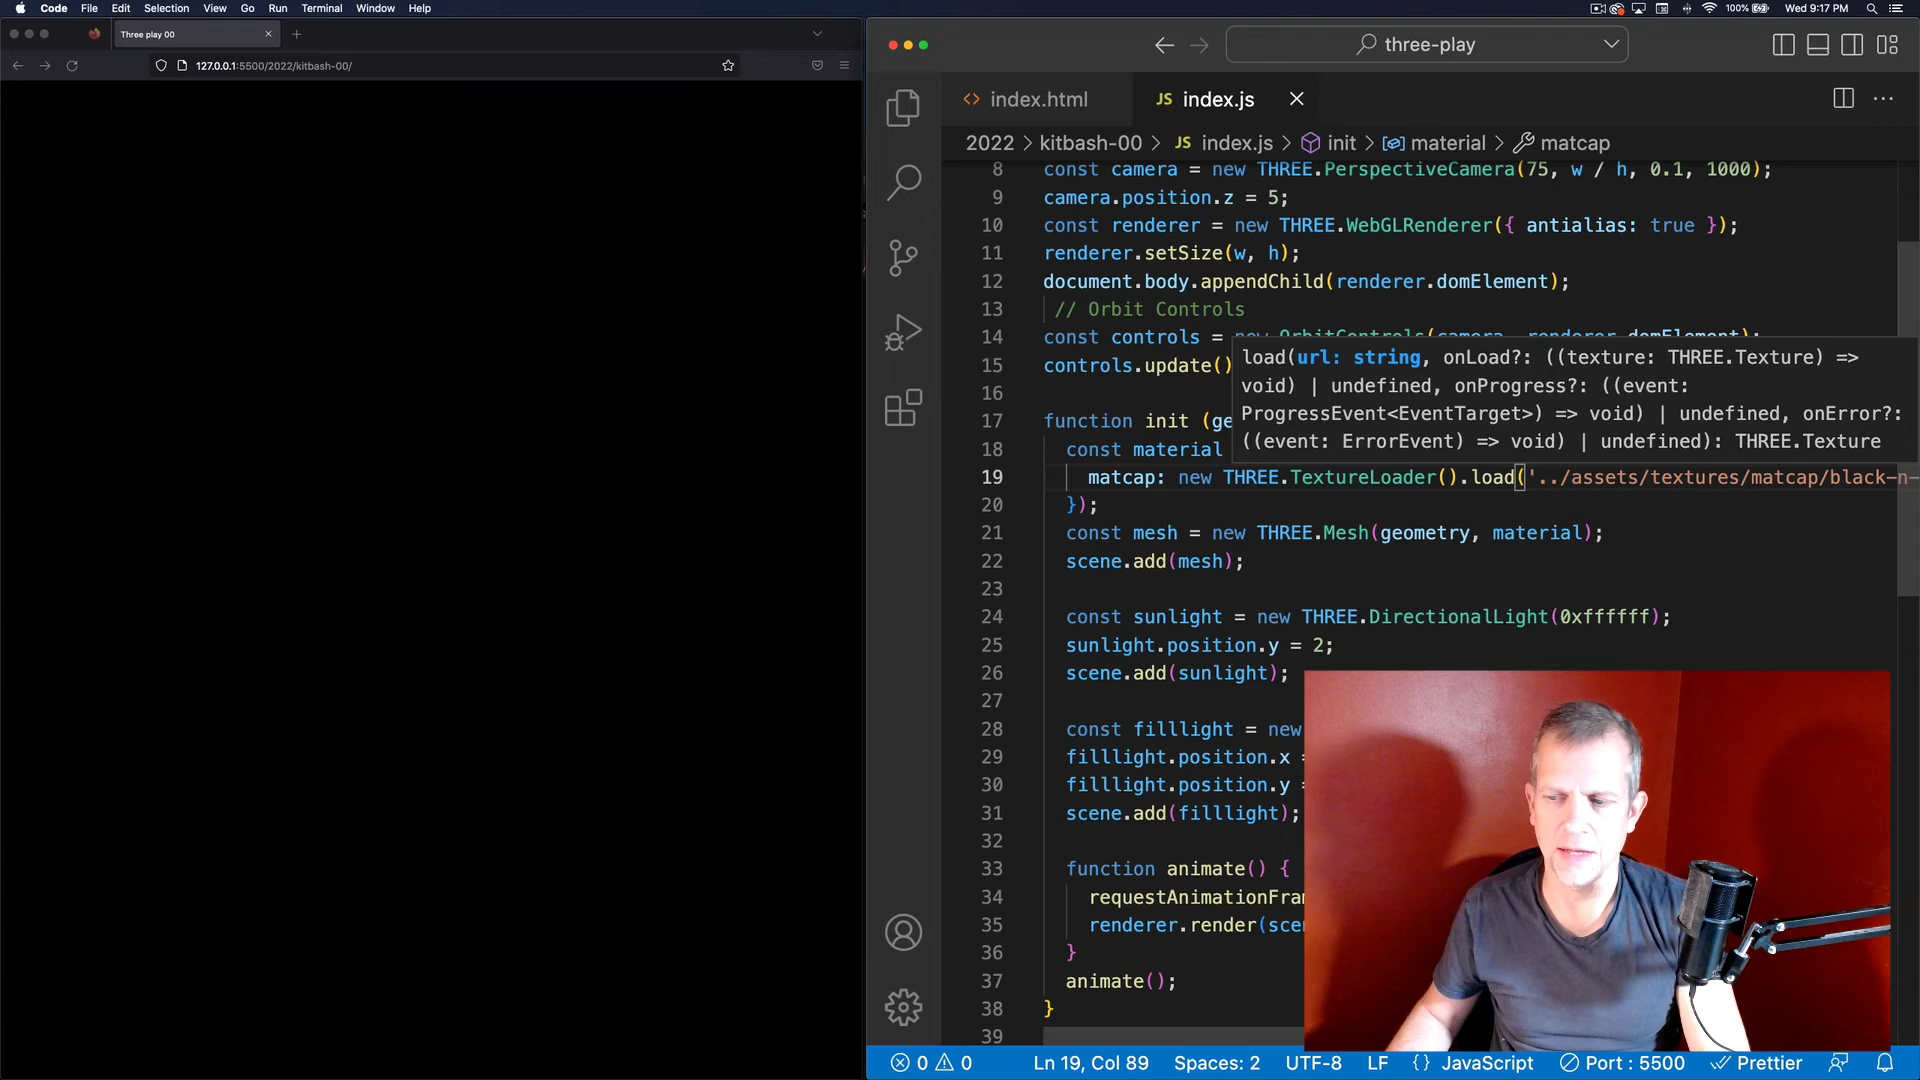 Code File Edit Selection View Go Run Terminal Window Help
100% Wed 9:17 PM
Three play 00
127.0.0.1:5500/2022/kitbash-00/
three-play
index.html JS index.js
2022 > kitbash-00 > JS index.js > init > material > matcap
8 const camera = new THREE.PerspectiveCamera(75, w / h, 0.1, 1000);
9 camera.position.z = 5;
10 const renderer = new THREE.WebGLRenderer({ antialias: true });
11 renderer.setSize(w, h);
12 document.body.appendChild(renderer.domElement);
13 // Orbit Controls
14 const controls = new OrbitControls(camera, renderer.domElement);
15 controls.update()
load(url: string, onLoad?: ((texture: THREE.Texture) =>
void) | undefined, onProgress?: ((event:
ProgressEvent<EventTarget>) => void) | undefined, onError?:
((event: ErrorEvent) => void) | undefined): THREE.Texture
16
17 function init (ge
18 const material
19 matcap: new THREE.TextureLoader().load('../assets/textures/matcap/black-n-
20 });
21 const mesh = new THREE.Mesh(geometry, material);
22 scene.add(mesh);
23
24 const sunlight = new THREE.DirectionalLight(0xffffff);
25 sunlight.position.y = 2;
26 scene.add(sunlight);
27
28 const filllight = new
29 filllight.position.x =
30 filllight.position.y =
31 scene.add(filllight);
32
33 function animate() {
34 requestAnimationFra
35 renderer.render(scen
36 }
37 animate();
38 }
39
0 0 Ln 19, Col 89 Spaces: 2 UTF-8 LF {} JavaScript Port : 5500 Prettier